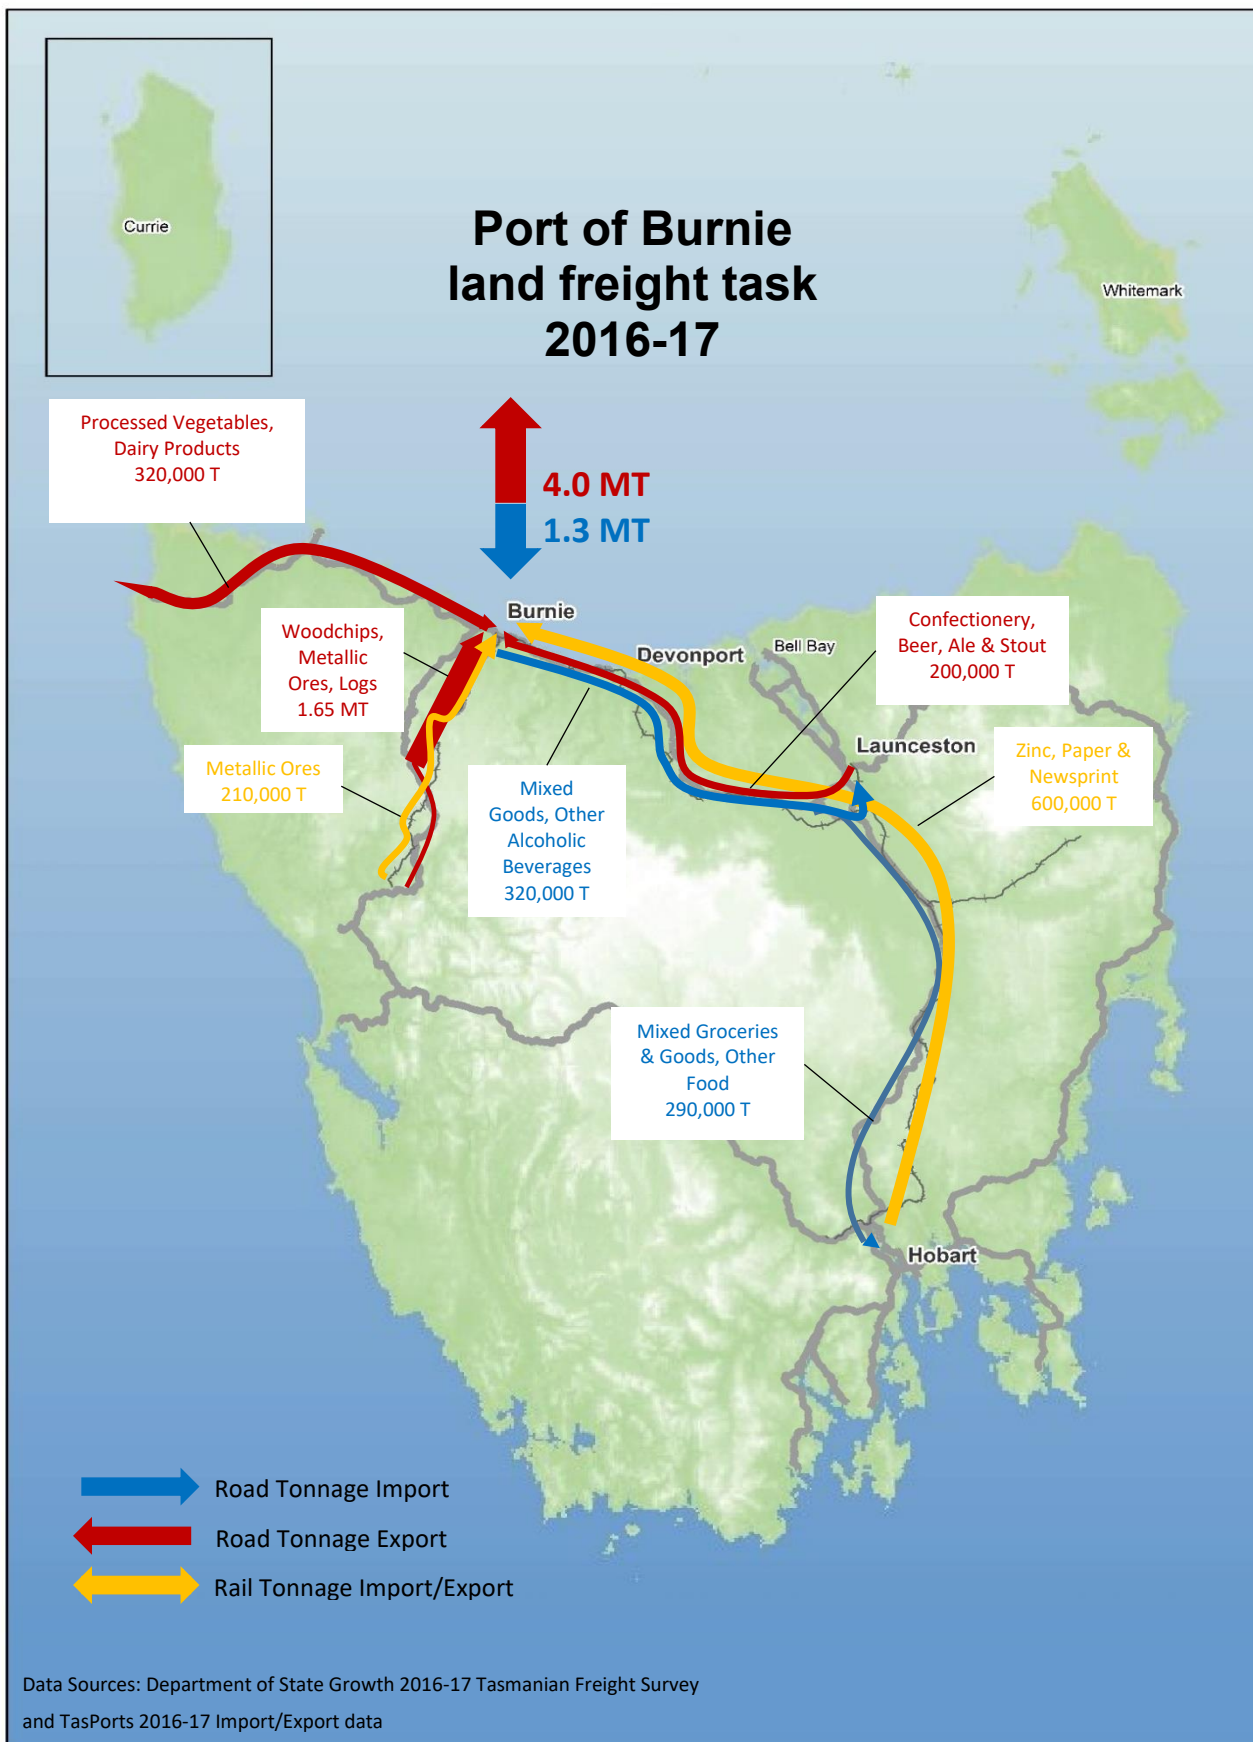 Currie
Port of Burnie
land freight task
2016-17
Whitemark
Processed Vegetables,
Dairy Products
320,000 T
4.0 MT
1.3 MT
Burnie
Woodchips,
Metallic
Ores, Logs
1.65 MT
Devonport
Bell Bay
Confectionery,
Beer, Ale & Stout
200,000 T
Launceston
Zinc, Paper &
Newsprint
600,000 T
Metallic Ores
210,000 T
Mixed
Goods, Other
Alcoholic
Beverages
320,000 T
Mixed Groceries
& Goods, Other
Food
290,000 T
Hobart
Road Tonnage Import
Road Tonnage Export
Rail Tonnage Import/Export
Data Sources: Department of State Growth 2016-17 Tasmanian Freight Survey
and TasPorts 2016-17 Import/Export data